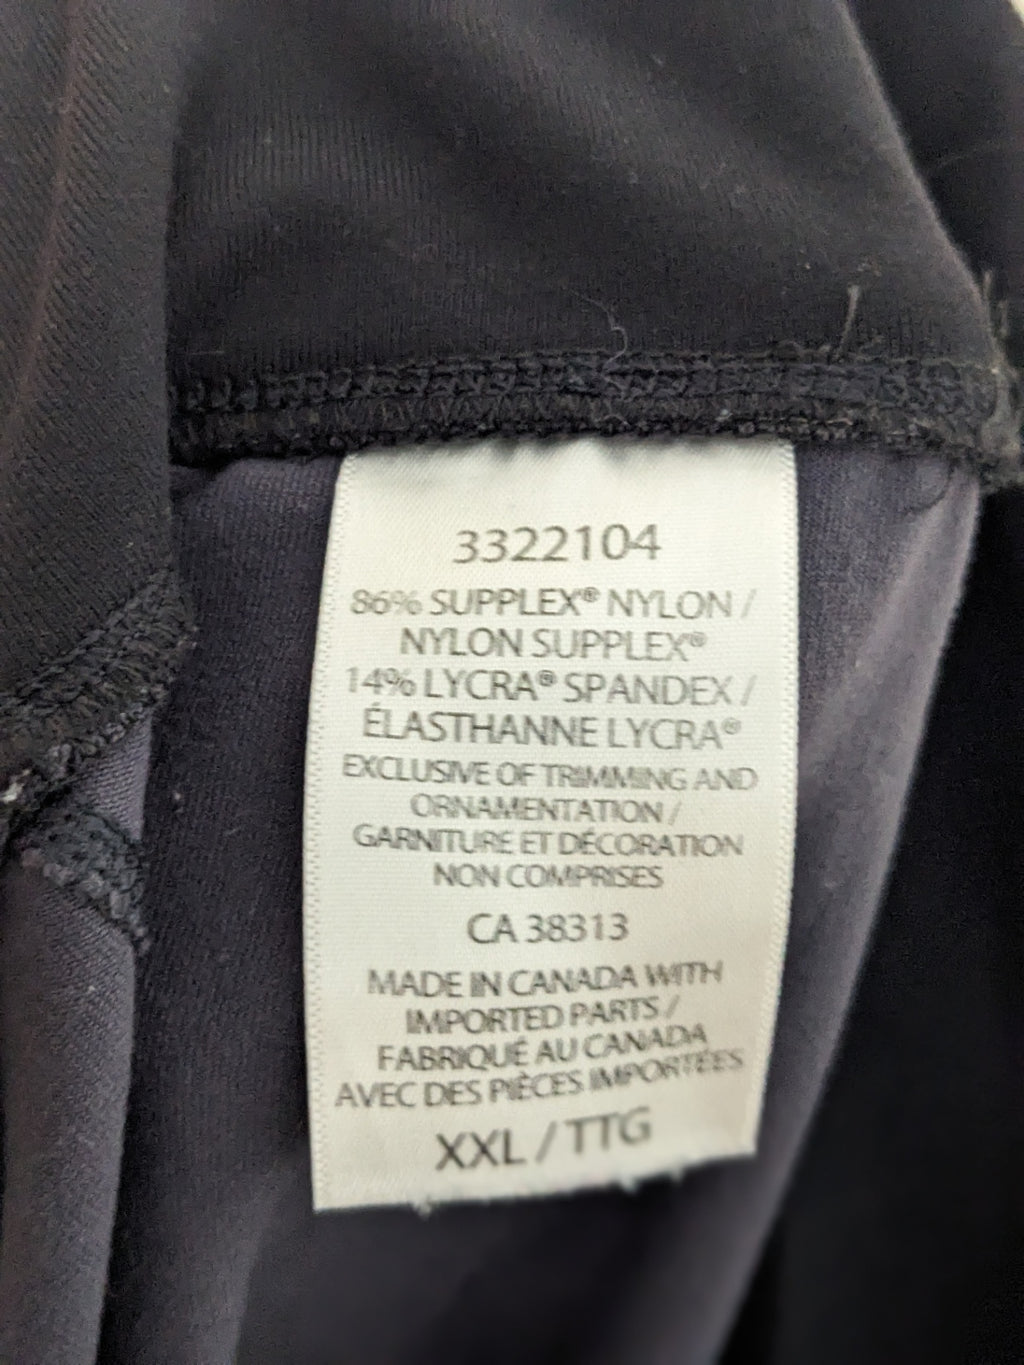 3322104
86% SUPPLEX® NYLON /
NYLON SUPPLEX®
14% LYCRA® SPANDEX /
ÉLASTHANNE LYCRA®
EXCLUSIVE OF TRIMMING AND
ORNAMENTATION /
GARNITURE ET DÉCORATION
NON COMPRISES
CA 38313
MADE IN CANADA WITH
IMPORTED PARTS /
FABRIQUÉ AU CANADA
AVEC DES PIÈCES IMPORTÉES
XXL / TTG